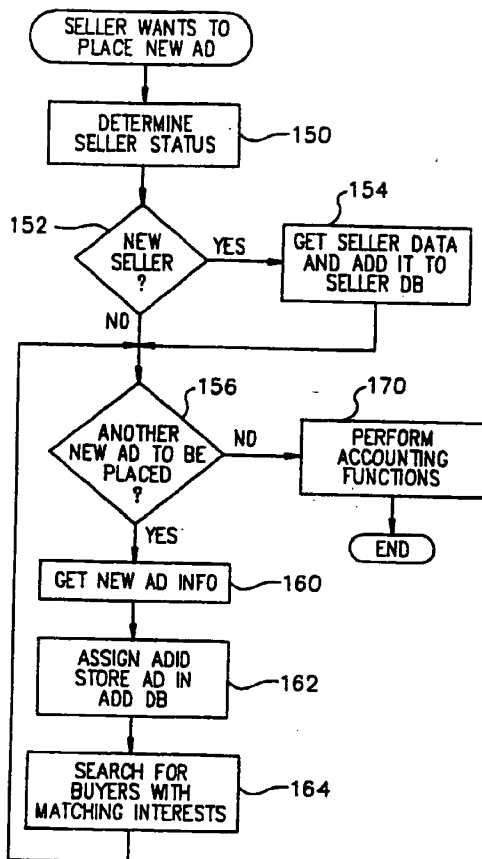 SELLER WANTS TO
PLACE NEW AD
DETERMINE
SELLER STATUS
150
152
NEW
SELLER
?
YES
NO
154
GET SELLER DATA
AND ADD IT TO
SELLER DB
156
ANOTHER
NEW AD TO BE
PLACED
?
NO
YES
170
PERFORM
ACCOUNTING
FUNCTIONS
END
GET NEW AD INFO
160
ASSIGN ADID
STORE AD IN
ADD DB
162
SEARCH FOR
BUYERS WITH
MATCHING INTERESTS
164